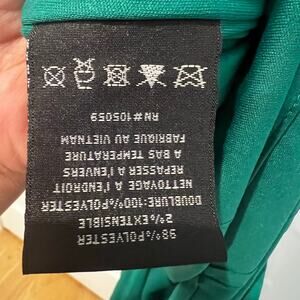 98%POLYESTER
2%EXTENSIBLE
DOUBLURE:100%POLYESTER
NETTOYAGE A l'ENDROIT
REPASSER A l'ENVERS
A BAS TEMPERATURE
FABRIQUE AU VIETNAM
RN#105059